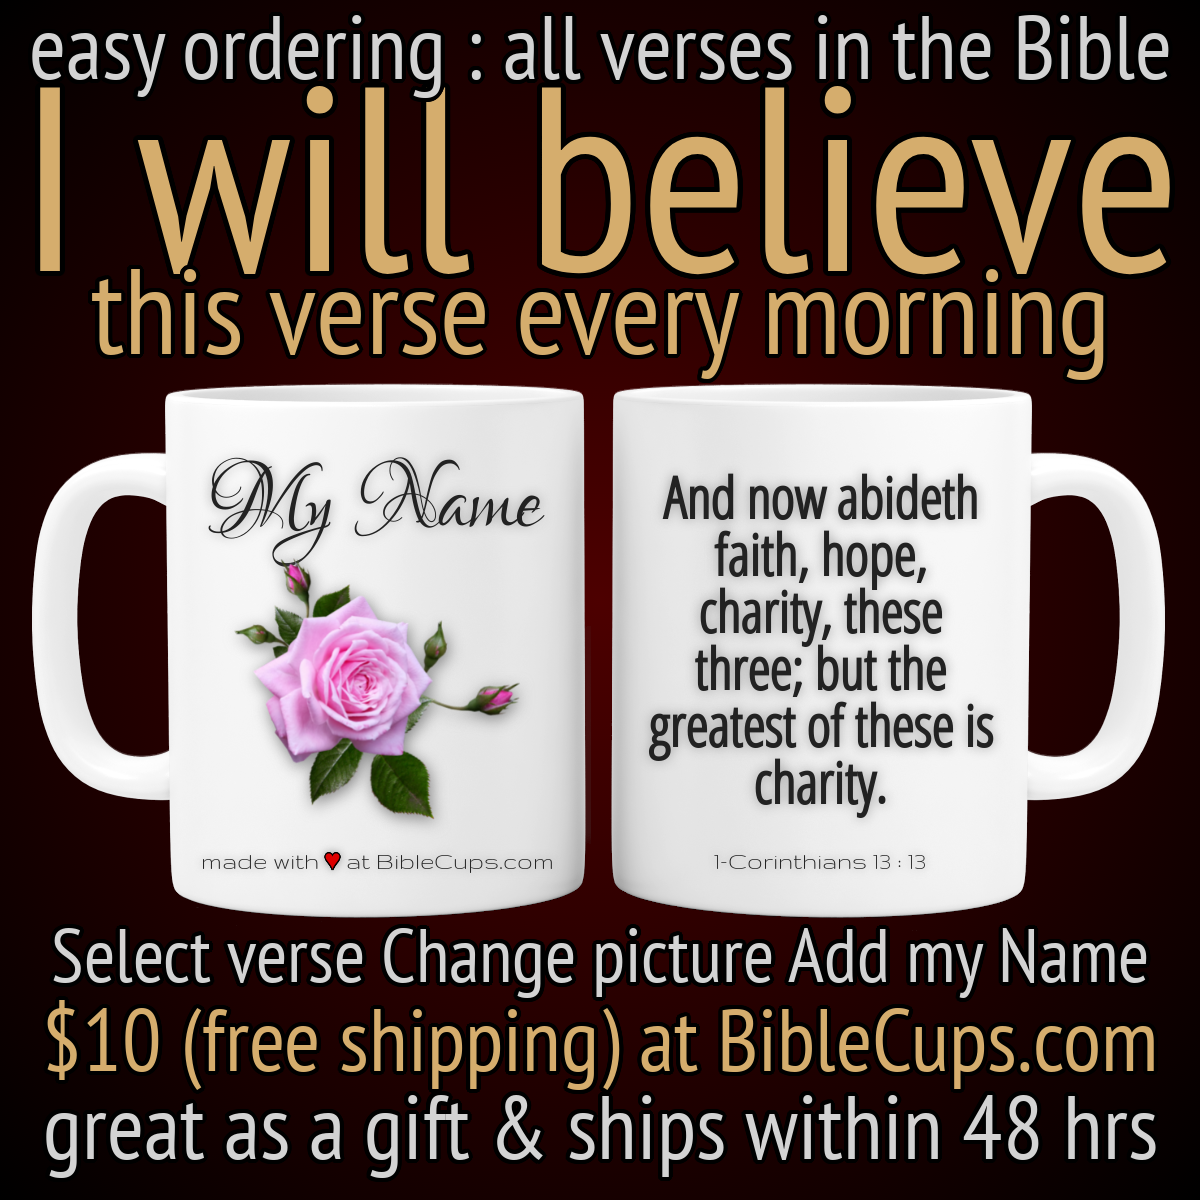 easy ordering : all verses in the Bible
I will believe
this verse every morning
My Name
made with ♥ at BibleCups.com
And now abideth
faith, hope,
charity, these
three; but the
greatest of these is
charity.
1-Corinthians 13 : 13
Select verse Change picture Add my Name
$10 (free shipping) at BibleCups.com
great as a gift & ships within 48 hrs